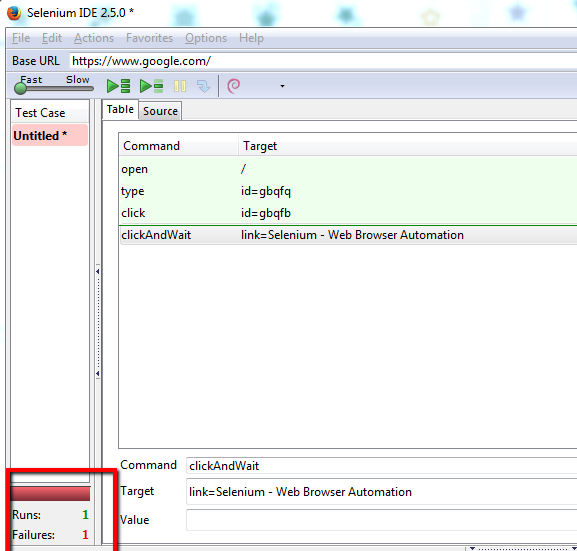 Selenium IDE 2.5.0 *
File Edit Actions Favorites Options Help
Base URL https://www.google.com/
Fast Slow
Test Case
Untitled *
Table Source
Command Target
open /
type id=gbqfq
click id=gbqfb
clickAndWait link=Selenium - Web Browser Automation
Command clickAndWait
Target link=Selenium - Web Browser Automation
Value
Runs: 1
Failures: 1